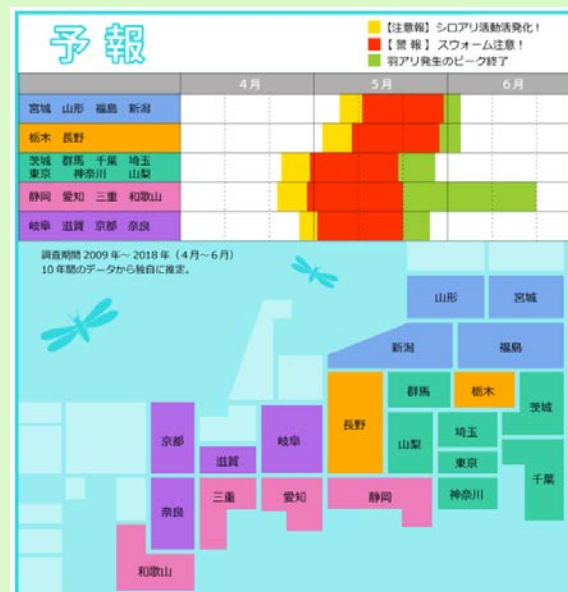 予報
【注意報】シロアリ活動活発化！
【警報】スウォーム注意！
羽アリ発生のピーク終了
4月 5月 6月
宮城 山形 福島 新潟
栃木 長野
茨城 群馬 千葉 埼玉
東京 神奈川 山梨
静岡 愛知 三重 和歌山
岐阜 滋賀 京都 奈良
調査期間 2009年～2018年（4月～6月）
10年間のデータから独自に推定。
山形 宮城
新潟 福島
群馬 栃木
長野 茨城
京都 岐阜 山梨 埼玉
滋賀 東京 千葉
奈良 三重 愛知 静岡 神奈川
和歌山